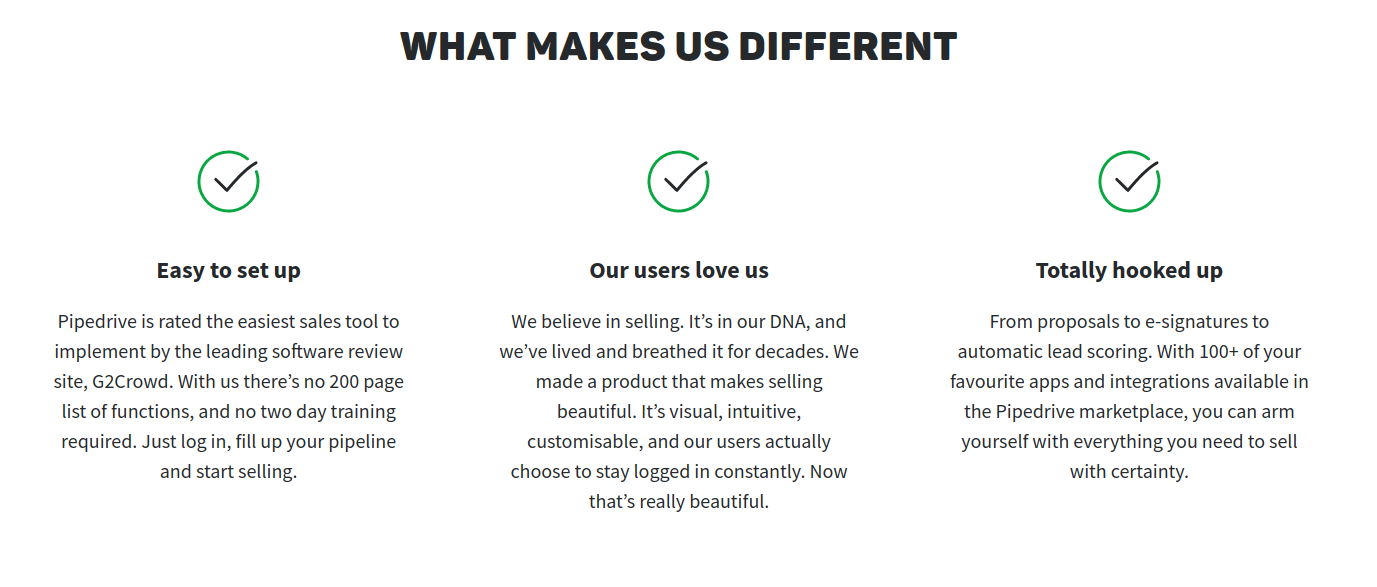 WHAT MAKES US DIFFERENT
Easy to set up
Pipedrive is rated the easiest sales tool to
implement by the leading software review
site, G2Crowd. With us there’s no 200 page
list of functions, and no two day training
required. Just log in, fill up your pipeline
and start selling.
Our users love us
We believe in selling. It’s in our DNA, and
we’ve lived and breathed it for decades. We
made a product that makes selling
beautiful. It’s visual, intuitive,
customisable, and our users actually
choose to stay logged in constantly. Now
that’s really beautiful.
Totally hooked up
From proposals to e-signatures to
automatic lead scoring. With 100+ of your
favourite apps and integrations available in
the Pipedrive marketplace, you can arm
yourself with everything you need to sell
with certainty.